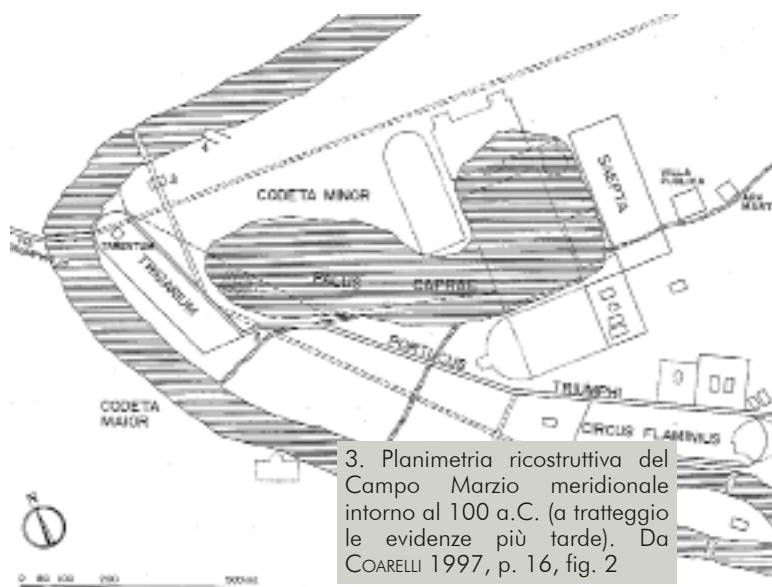 SAEPTA
VILLA
PUBLICA
ARA
CODETA MINOR
TARENTUM
TRIGARIUM
PALUS CAPRAE
PORTICUS
TRIUMPHI
CODETA
MAIOR
CIRCUS FLAMINIUS
N
3. Planimetria ricostruttiva del
Campo Marzio meridionale
intorno al 100 a.C. (a tratteggio
le evidenze più tarde). Da
COARELLI 1997, p. 16, fig. 2